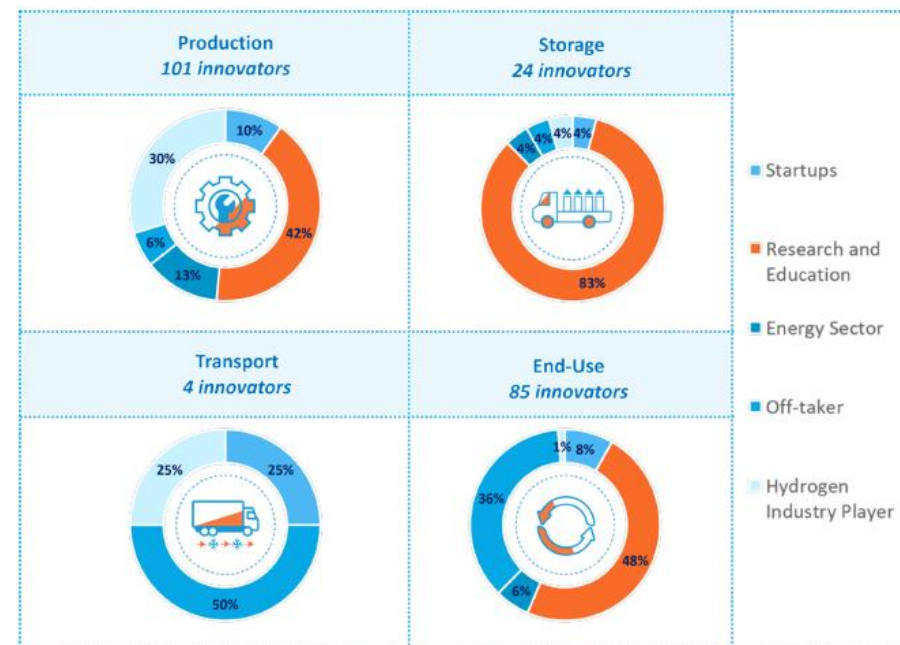 Production
101 innovators
Storage
24 innovators
10%
42%
13%
6%
30%
4%
83%
4%
4%
4%
Startups
Research and
Education
Energy Sector
Off-taker
Hydrogen
Industry Player
Transport
4 innovators
End-Use
85 innovators
25%
50%
25%
8%
48%
6%
36%
1%